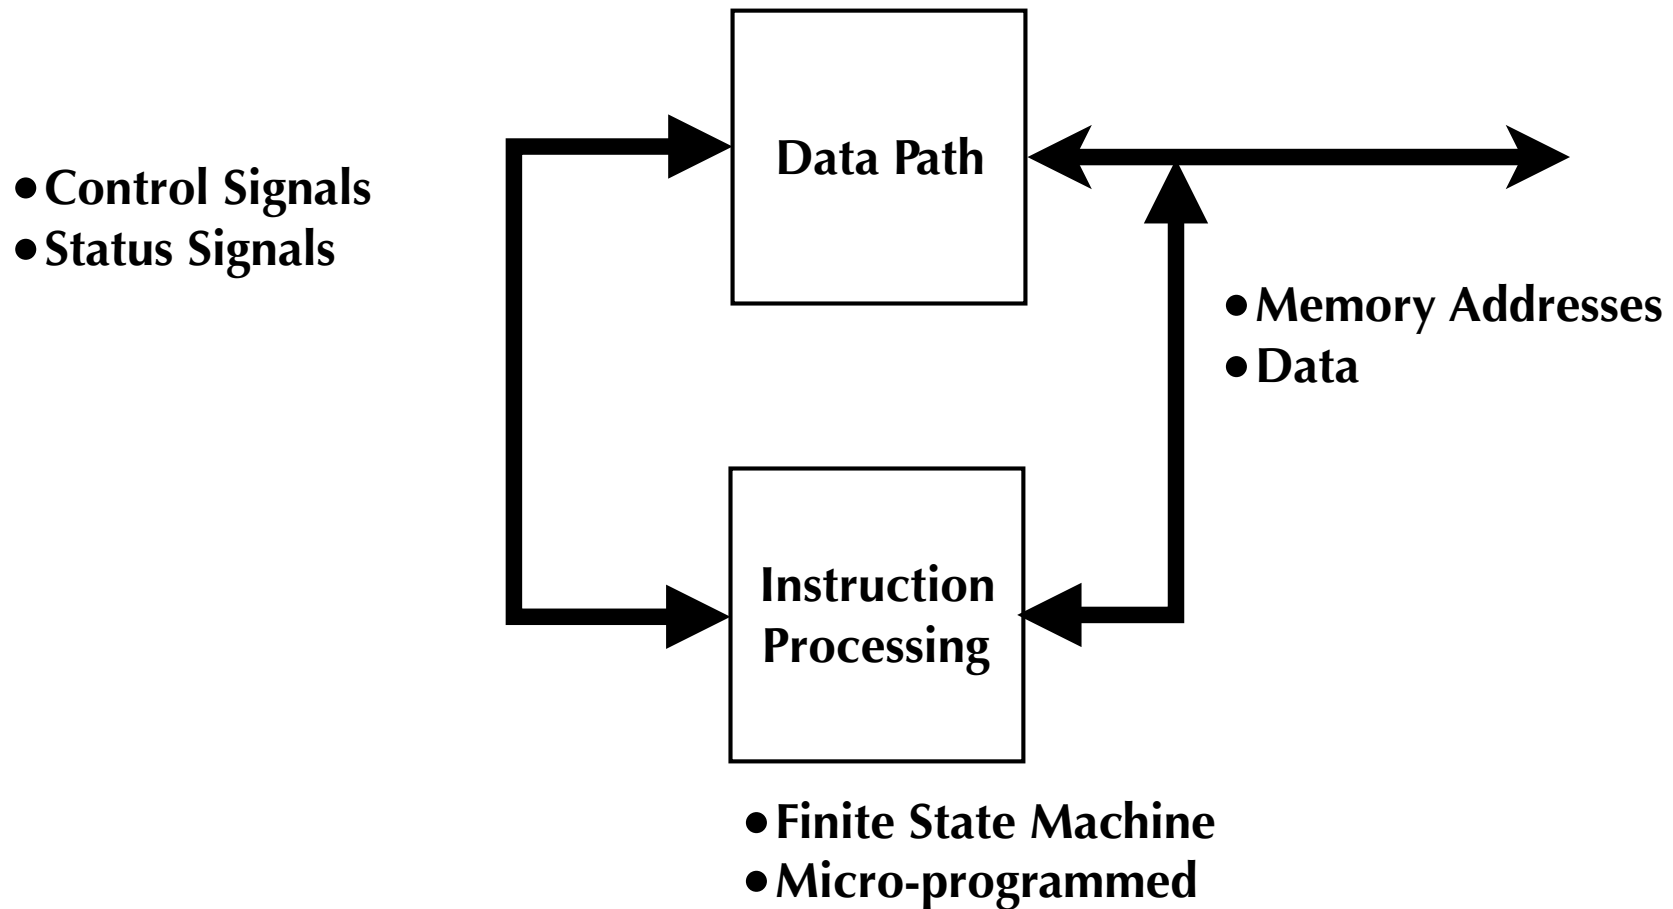 Data Path
• Control Signals
• Status Signals
• Memory Addresses
• Data
Instruction
Processing
• Finite State Machine
• Micro-programmed